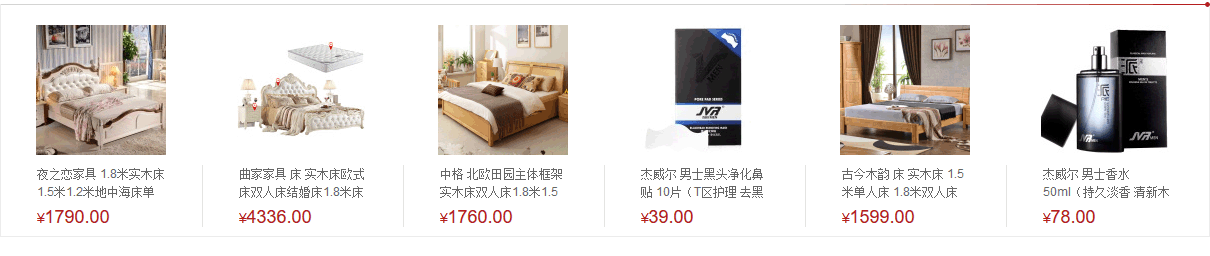 夜之恋家具 1.8米实木床
1.5米1.2米地中海床单
¥1790.00
曲家家具 床 实木床欧式
床双人床结婚床1.8米床
¥4336.00
中格 北欧田园主体框架
实木床双人床1.8米1.5
¥1760.00
JVR
MEN
杰威尔 男士黑头净化鼻
贴 10片（T区护理 去黑
¥39.00
古今木韵 床 实木床 1.5
米单人床 1.8米双人床
¥1599.00
派
JVR
MEN
杰威尔 男士香水
50ml（持久淡香 清新木
¥78.00